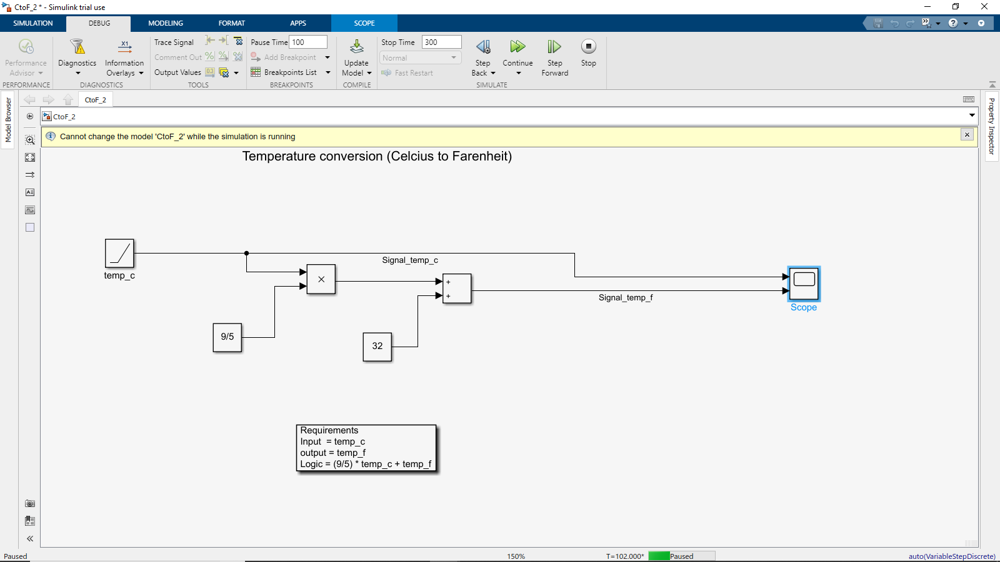 CtoF_2 * - Simulink trial use
SIMULATION DEBUG MODELING FORMAT APPS SCOPE
Performance Advisor
PERFORMANCE
Diagnostics
Information Overlays
DIAGNOSTICS
Trace Signal
Comment Out
Output Values
TOOLS
Pause Time 100
Add Breakpoint
Breakpoints List
BREAKPOINTS
Update Model
COMPILE
Stop Time 300
Normal
Fast Restart
Step Back
Continue
Step Forward
Stop
SIMULATE
Model Browser
Property Inspector
CtoF_2
CtoF_2
Cannot change the model 'CtoF_2' while the simulation is running
Temperature conversion (Celcius to Farenheit)
temp_c
Signal_temp_c
×
+
+
Signal_temp_f
Scope
9/5
32
Requirements
Input = temp_c
output = temp_f
Logic = (9/5) * temp_c + temp_f
Paused 150% T=102.000* Paused auto(VariableStepDiscrete)